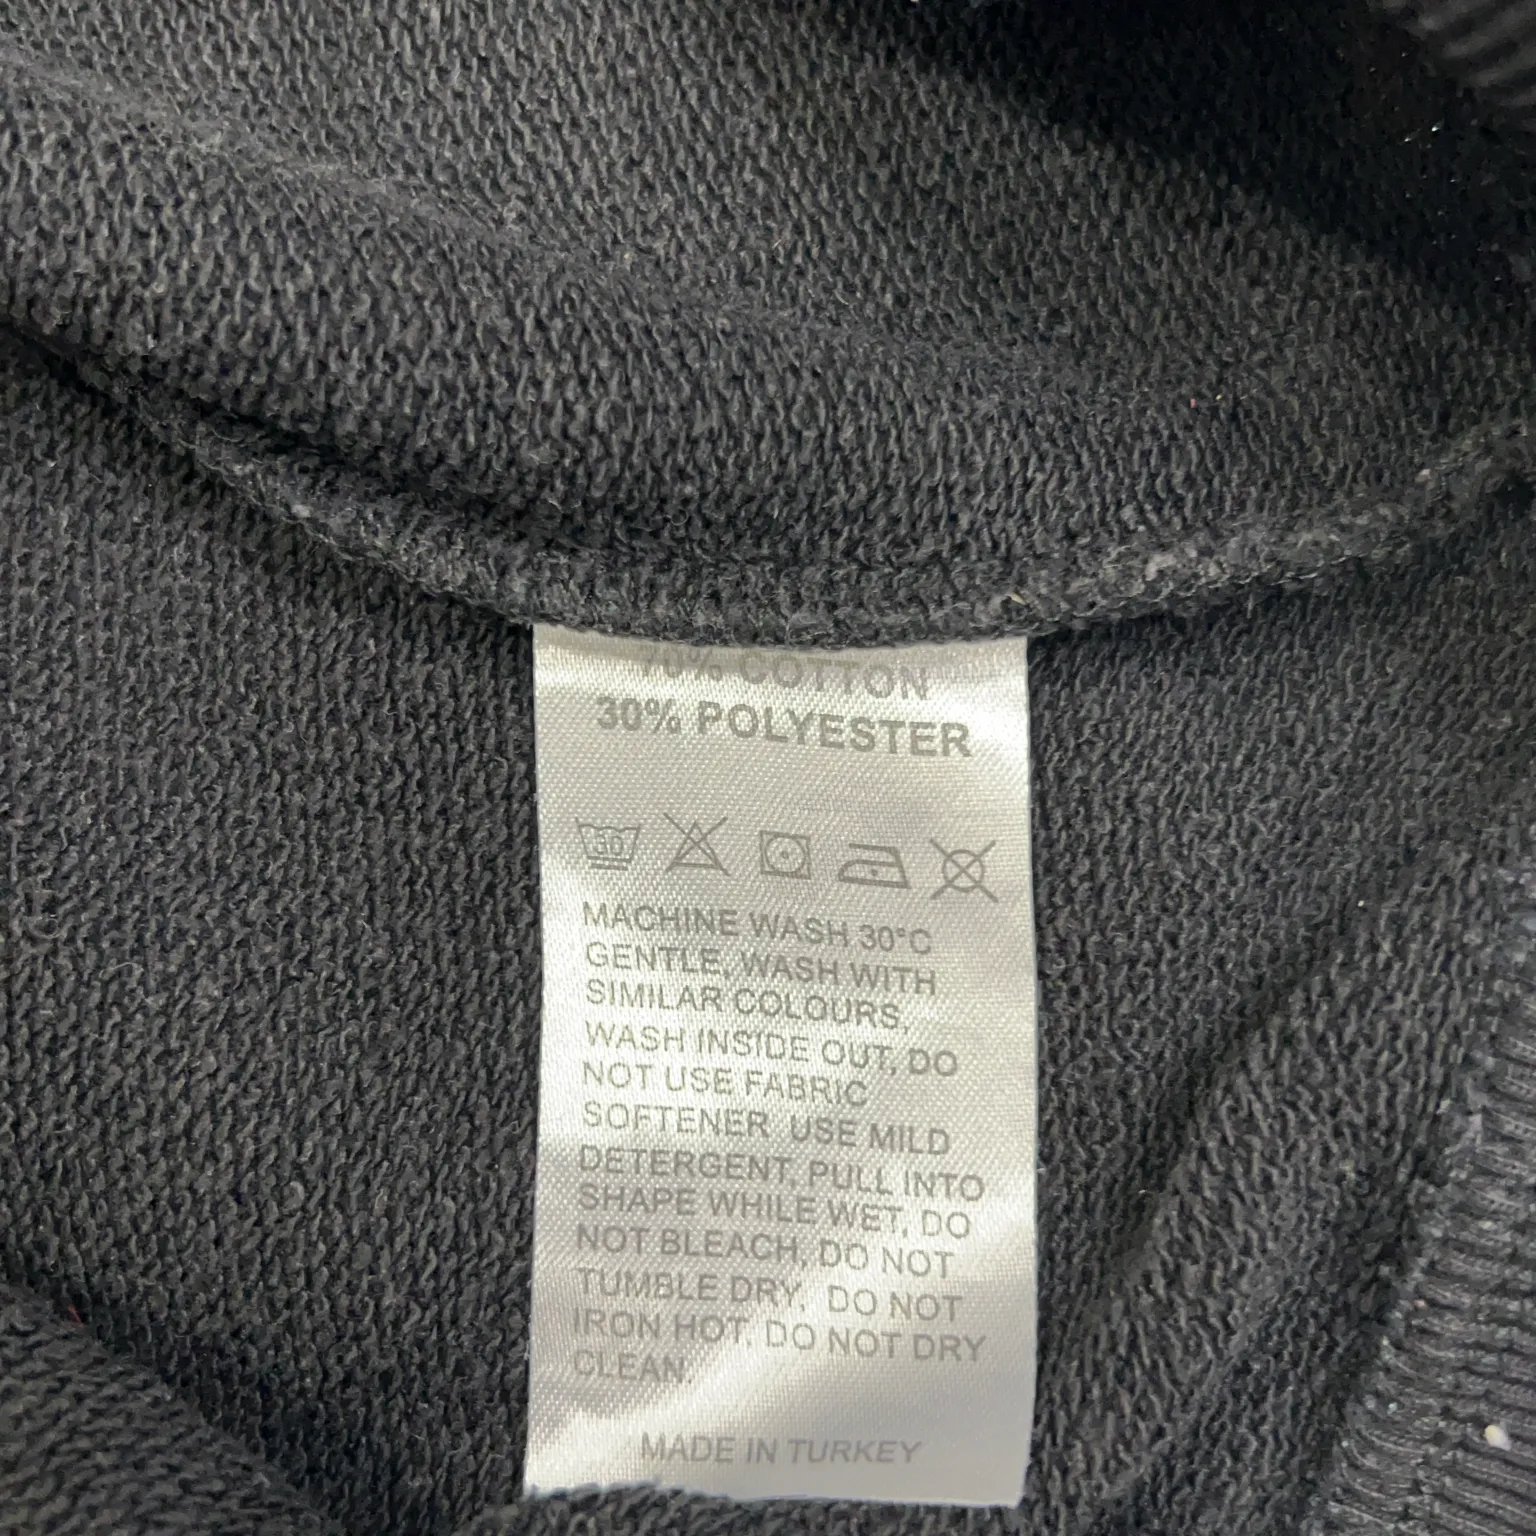 70% COTTON
30% POLYESTER
30
MACHINE WASH 30°C
GENTLE, WASH WITH
SIMILAR COLOURS,
WASH INSIDE OUT, DO
NOT USE FABRIC
SOFTENER USE MILD
DETERGENT, PULL INTO
SHAPE WHILE WET, DO
NOT BLEACH, DO NOT
TUMBLE DRY, DO NOT
IRON HOT, DO NOT DRY
CLEAN.
MADE IN TURKEY